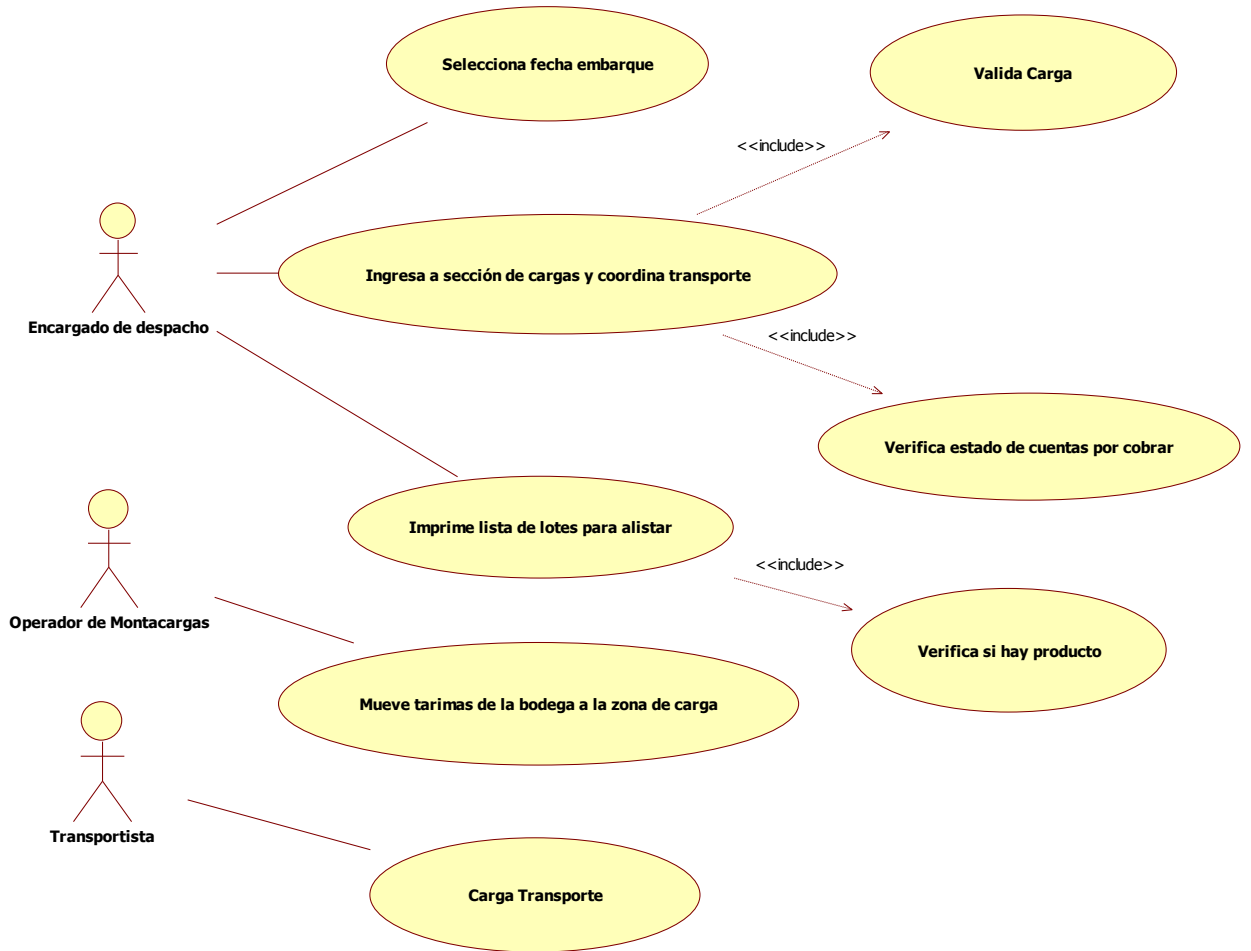 Selecciona fecha embarque
Valida Carga
<<include>>
Ingresa a sección de cargas y coordina transporte
Encargado de despacho
<<include>>
Verifica estado de cuentas por cobrar
Imprime lista de lotes para alistar
<<include>>
Operador de Montacargas
Verifica si hay producto
Mueve tarimas de la bodega a la zona de carga
Transportista
Carga Transporte